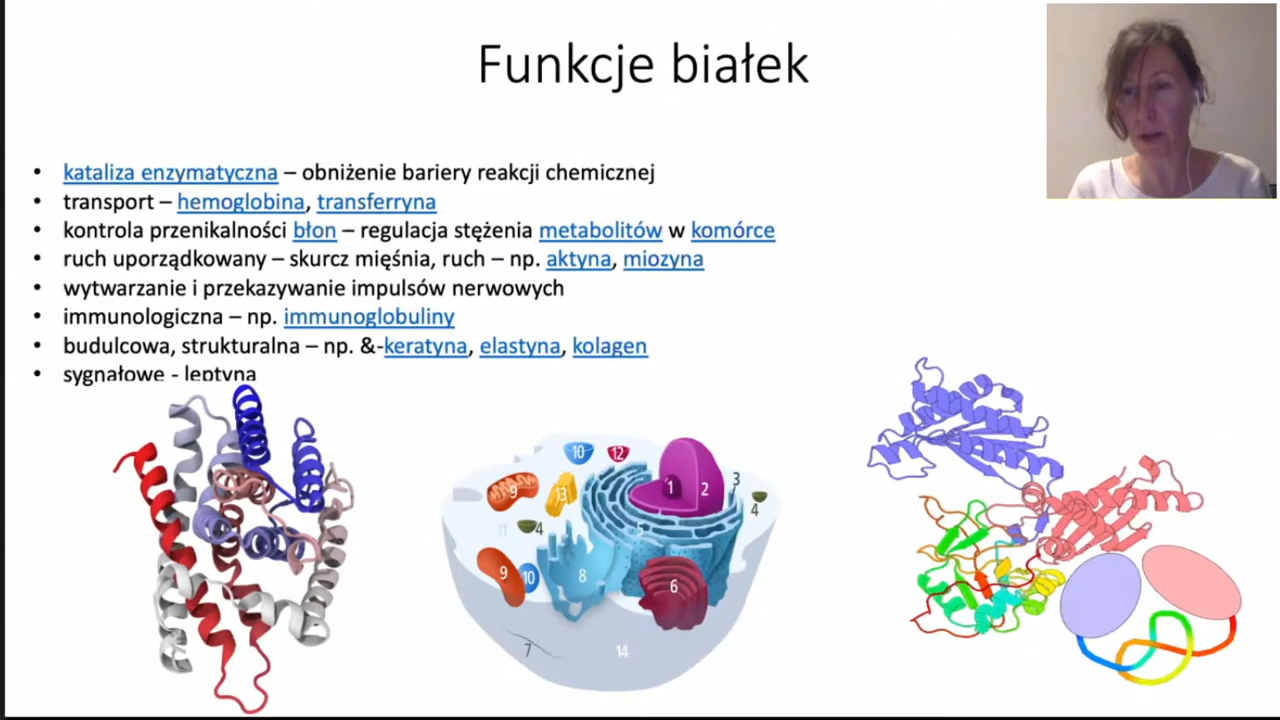 Funkcje białek
• kataliza enzymatyczna – obniżenie bariery reakcji chemicznej
• transport – hemoglobina, transferryna
• kontrola przenikalności błon – regulacja stężenia metabolitów w komórce
• ruch uporządkowany – skurcz mięśnia, ruch – np. aktyna, miozyna
• wytwarzanie i przekazywanie impulsów nerwowych
• immunologiczna – np. immunoglobuliny
• budulcowa, strukturalna – np. &-keratyna, elastyna, kolagen
• sygnałowe - leptyna
10 12
9 13 1 2 3
4
11 4 5
9 10 8 6
7 14